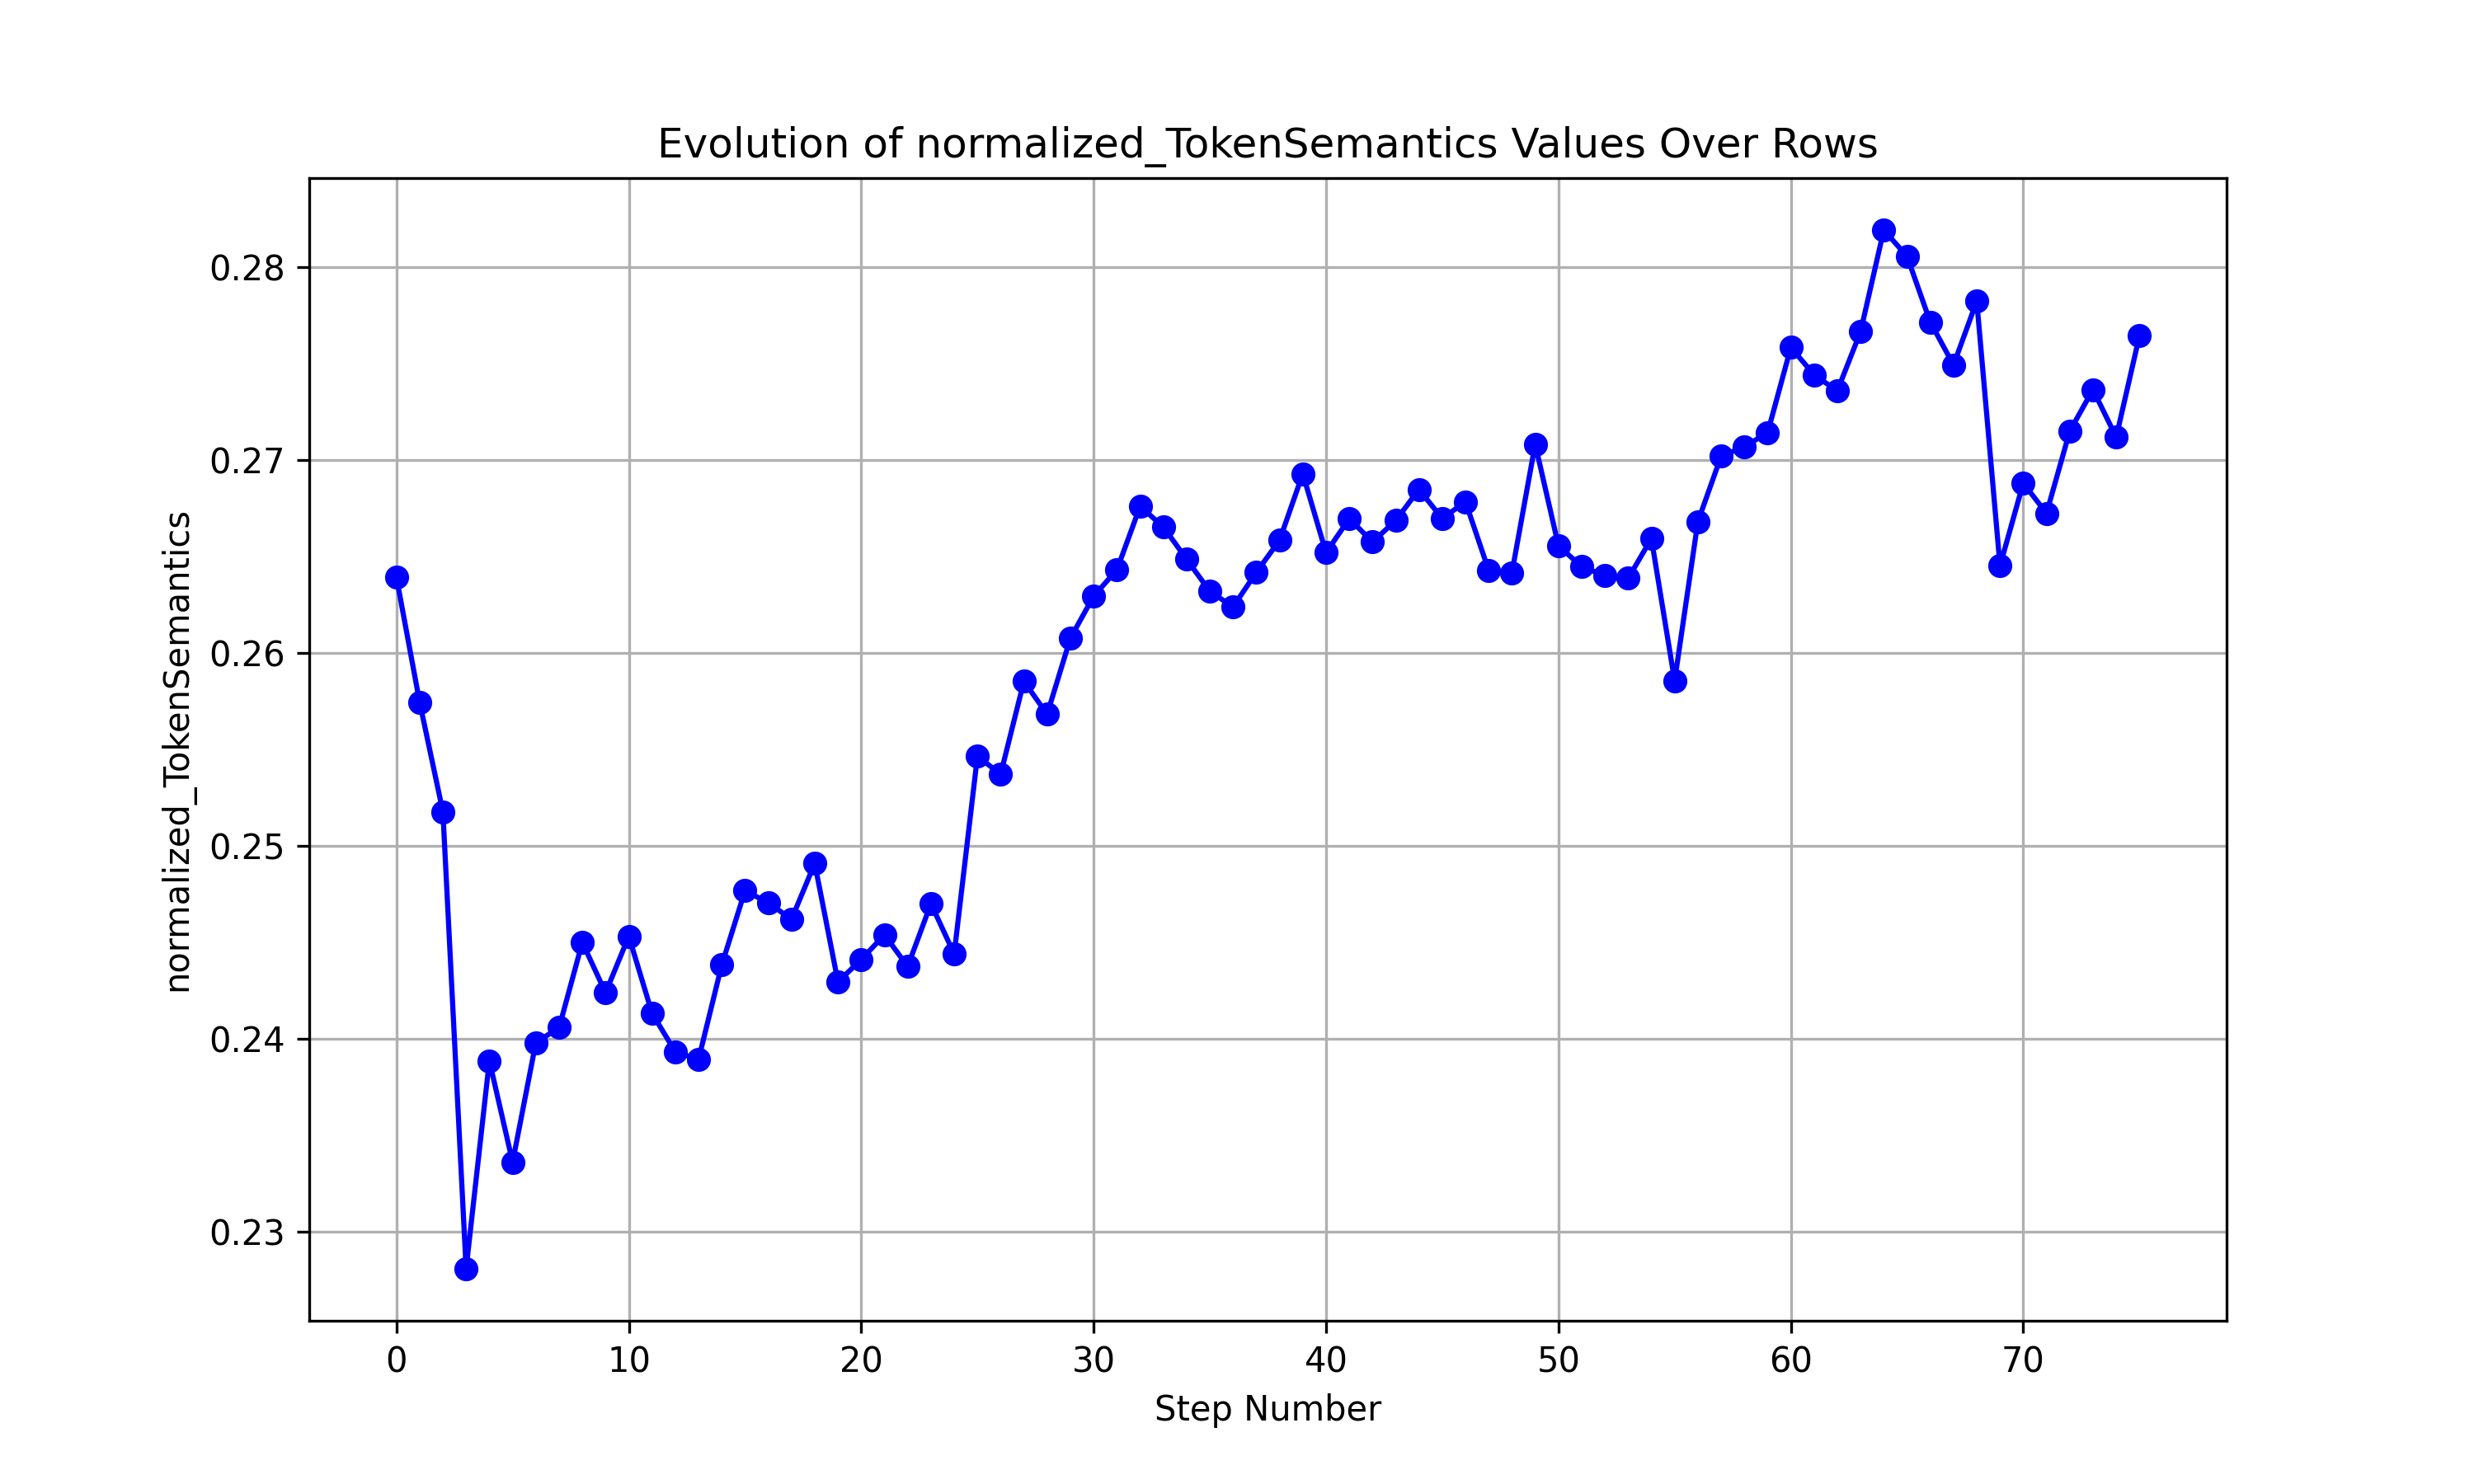 Evolution of normalized_TokenSemantics Values Over Rows
normalized_TokenSemantics
0.28
0.27
0.26
0.25
0.24
0.23
0 10 20 30 40 50 60 70
Step Number